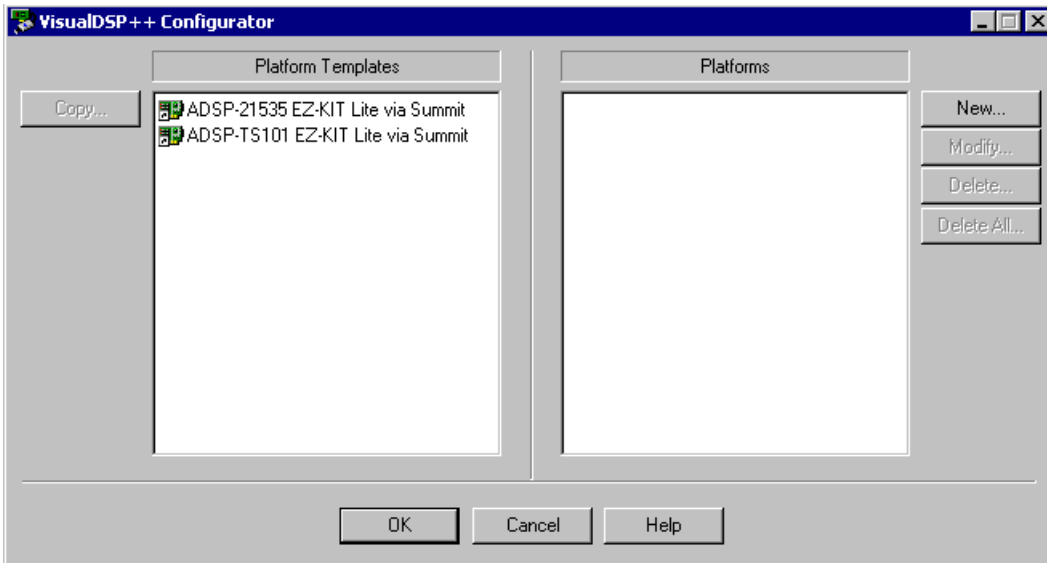 VisualDSP++ Configurator
Platform Templates
Platforms
Copy...
ADSP-21535 EZ-KIT Lite via Summit
ADSP-TS101 EZ-KIT Lite via Summit
New...
Modify...
Delete...
Delete All...
OK
Cancel
Help